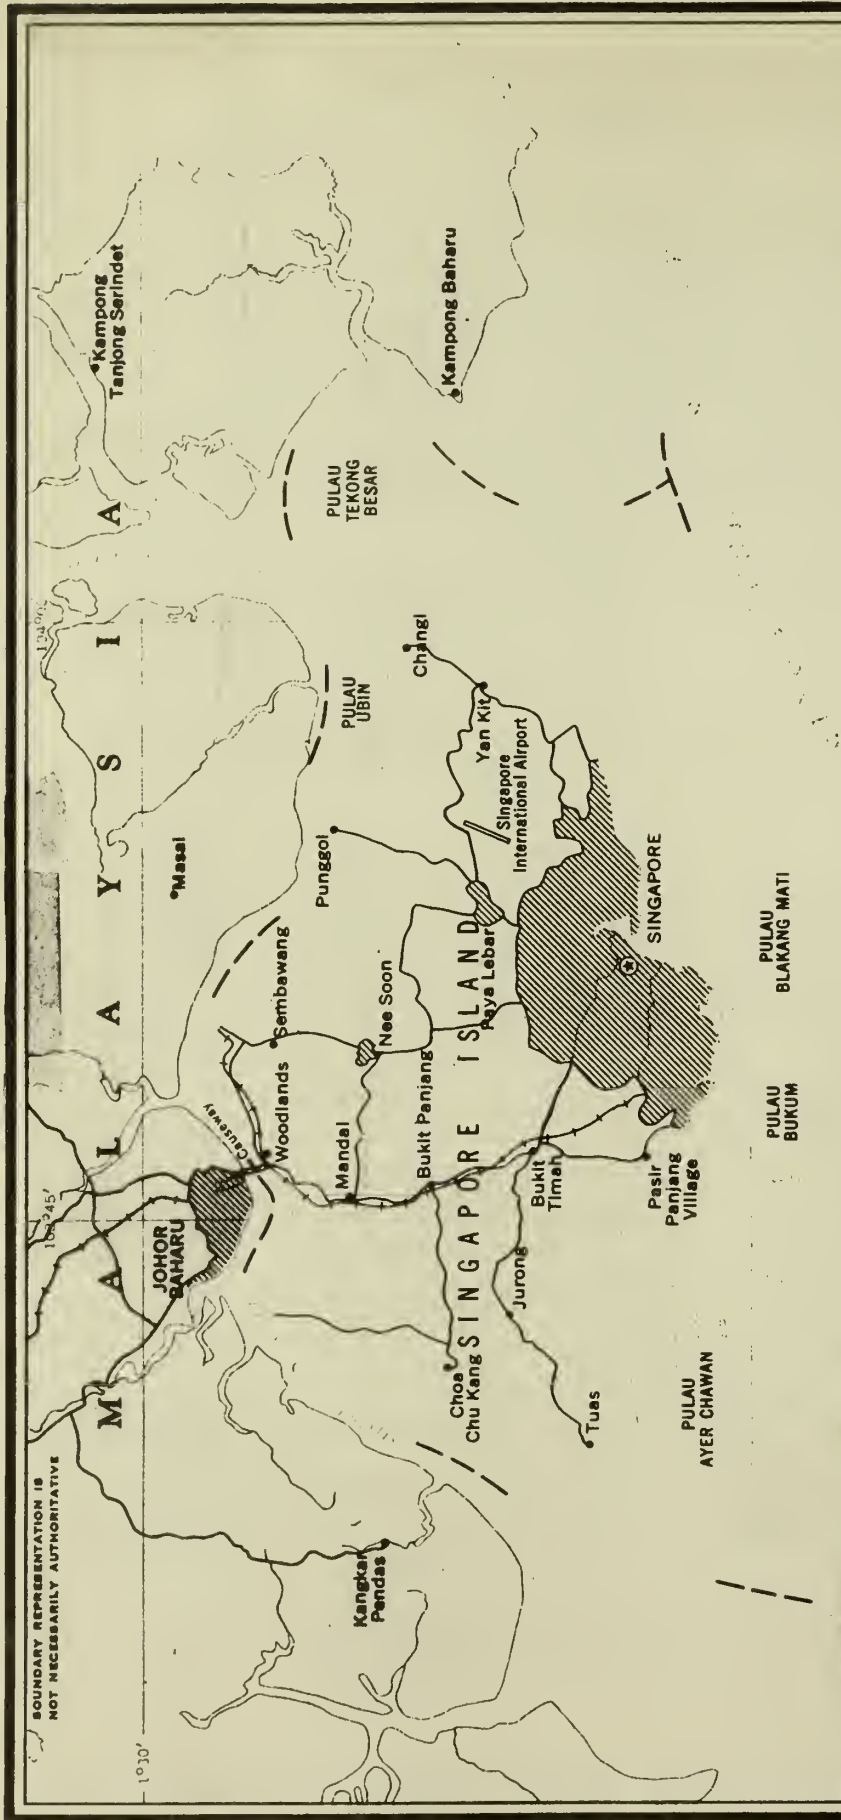 BOUNDARY REPRESENTATION IS
NOT NECESSARILY AUTHORITATIVE
MALAYSIA
1°30'
104°00'
Kampong
Tanjong Serindet
Masai
JOHOR
BAHARU
Causeway
Woodlands
Sembawang
PULAU
TEKONG
BESAR
PULAU
UBIN
Kampong Baharu
Kangkar
Pendas
Mandai
Nee Soon
Punggol
Changi
Yan Kit
Bukit Panjang
Paya Lebar
Singapore
International Airport
Choa
Chu Kang
SINGAPORE ISLAND
Jurong
Bukit
Timah
Tuas
Pasir
Panjang
Village
SINGAPORE
PULAU
AYER CHAWAN
PULAU
BUKUM
PULAU
BLAKANG MATI